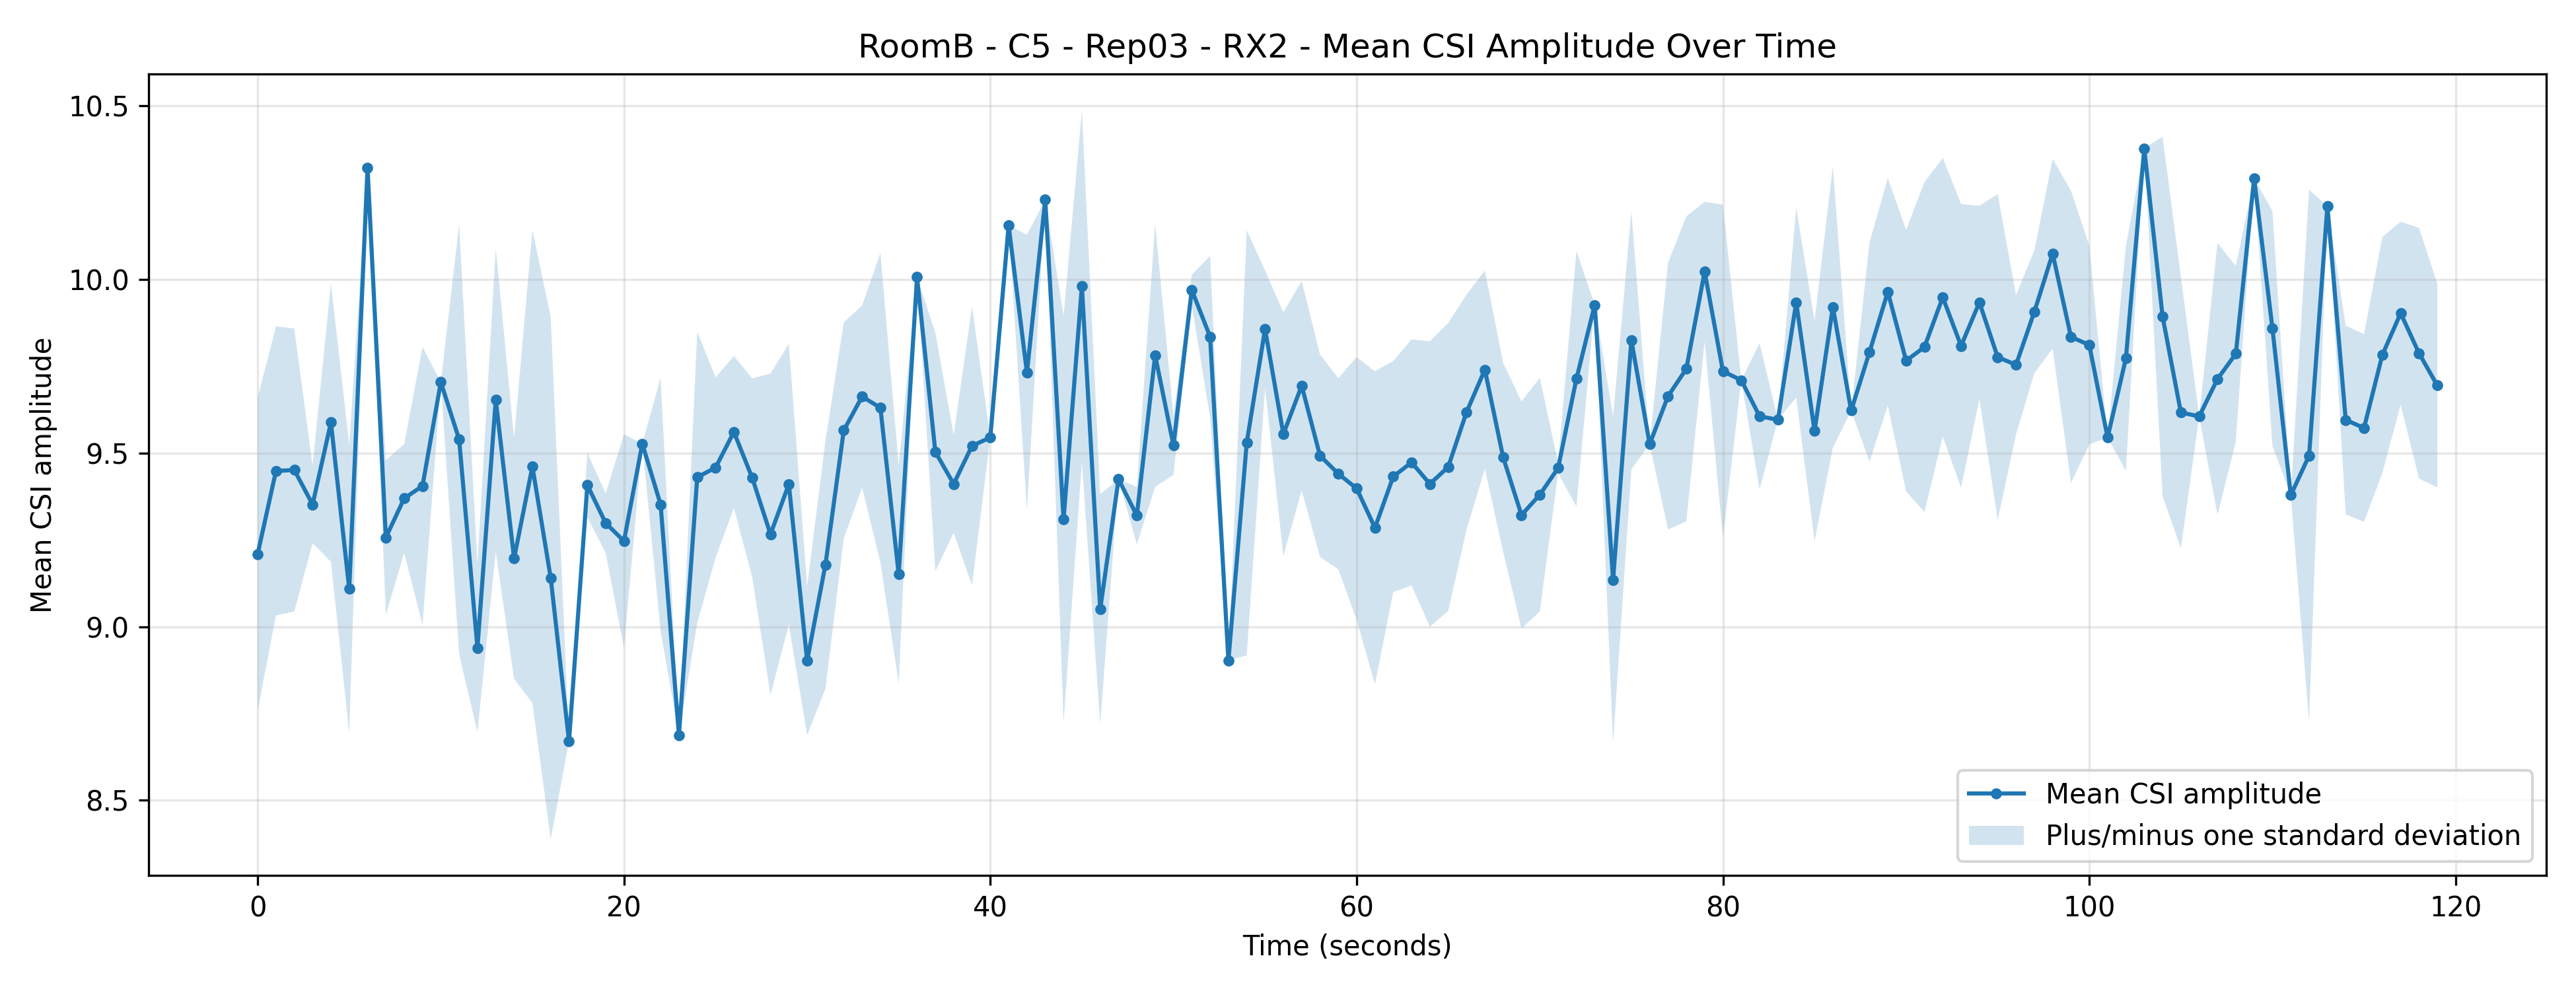 RoomB - C5 - Rep03 - RX2 - Mean CSI Amplitude Over Time
Mean CSI amplitude
10.5
10.0
9.5
9.0
8.5
Mean CSI amplitude
Plus/minus one standard deviation
0 20 40 60 80 100 120
Time (seconds)